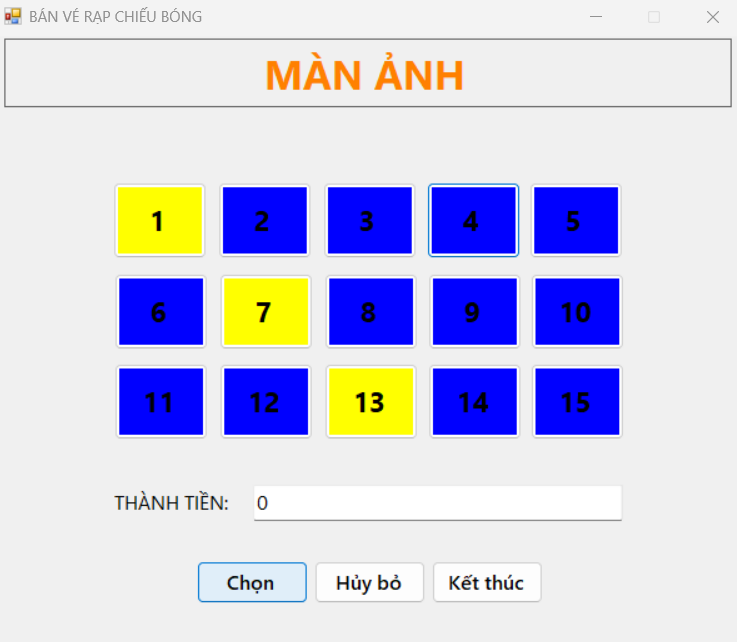 BÁN VÉ RẠP CHIẾU BÓNG
MÀN ẢNH
1 2 3 4 5
6 7 8 9 10
11 12 13 14 15
THÀNH TIỀN: 0
Chọn Hủy bỏ Kết thúc